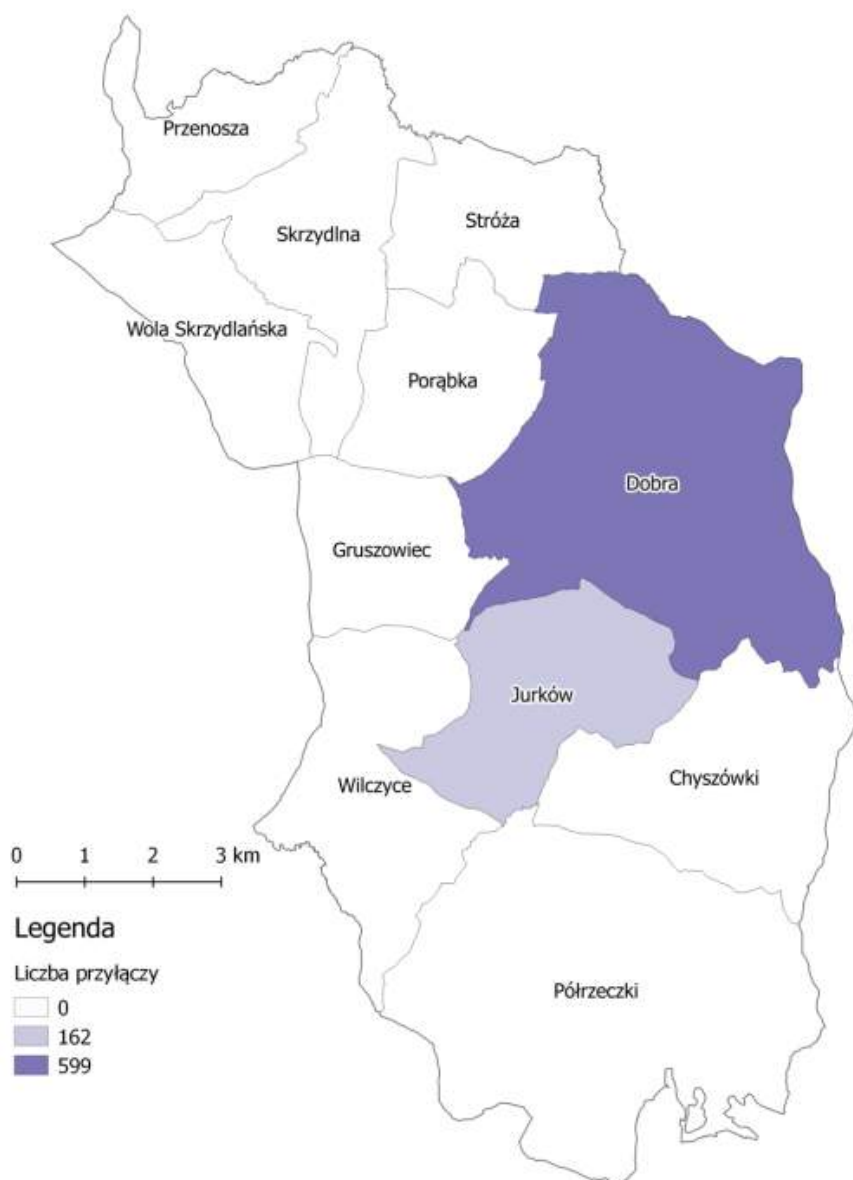 Przenosza
Skrzydlna
Stróża
Wola Skrzydlańska
Porąbka
Dobra
Gruszowiec
Jurków
Wilczyce
Chyszówki
0 1 2 3 km
Legenda
Liczba przyłączy
0
162
599
Półrzeczki